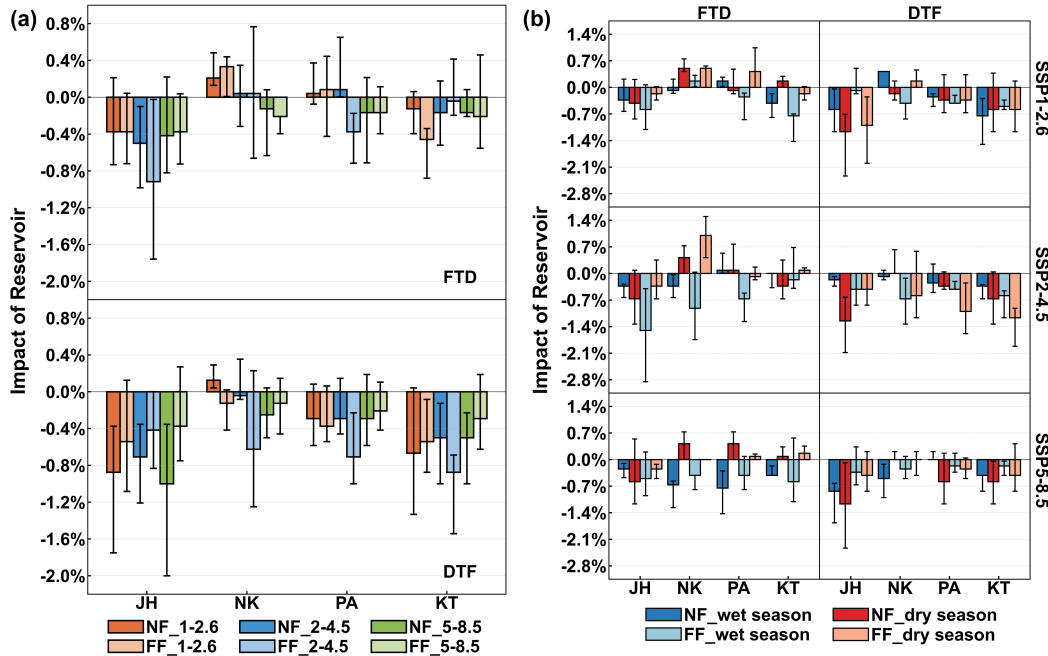 (a)
Impact of Reservoir
0.8%
0.4%
0.0%
-0.4%
-0.8%
-1.2%
-1.6%
-2.0%
FTD
0.8%
0.4%
0.0%
-0.4%
-0.8%
-1.2%
-1.6%
-2.0%
DTF
JH NK PA KT
NF_1-2.6 NF_2-4.5 NF_5-8.5
FF_1-2.6 FF_2-4.5 FF_5-8.5
(b)
FTD DTF
Impact of Reservoir
1.4%
0.7%
0.0%
-0.7%
-1.4%
-2.1%
-2.8%
SSP1-2.6
1.4%
0.7%
0.0%
-0.7%
-1.4%
-2.1%
-2.8%
SSP2-4.5
1.4%
0.7%
0.0%
-0.7%
-1.4%
-2.1%
-2.8%
SSP5-8.5
JH NK PA KT JH NK PA KT
NF_wet season NF_dry season
FF_wet season FF_dry season